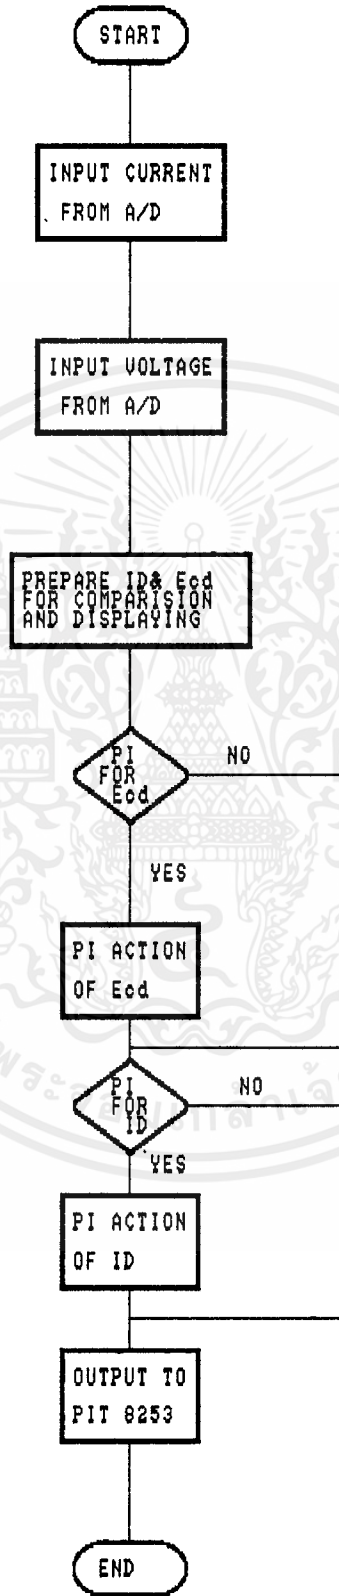 START
INPUT CURRENT
FROM A/D
INPUT VOLTAGE
FROM A/D
PREPARE ID& Ecd
FOR COMPARISION
AND DISPLAYING
PI
FOR
Ecd
NO
YES
PI ACTION
OF Ecd
PI
FOR
ID
NO
YES
PI ACTION
OF ID
OUTPUT TO
PIT 8253
END